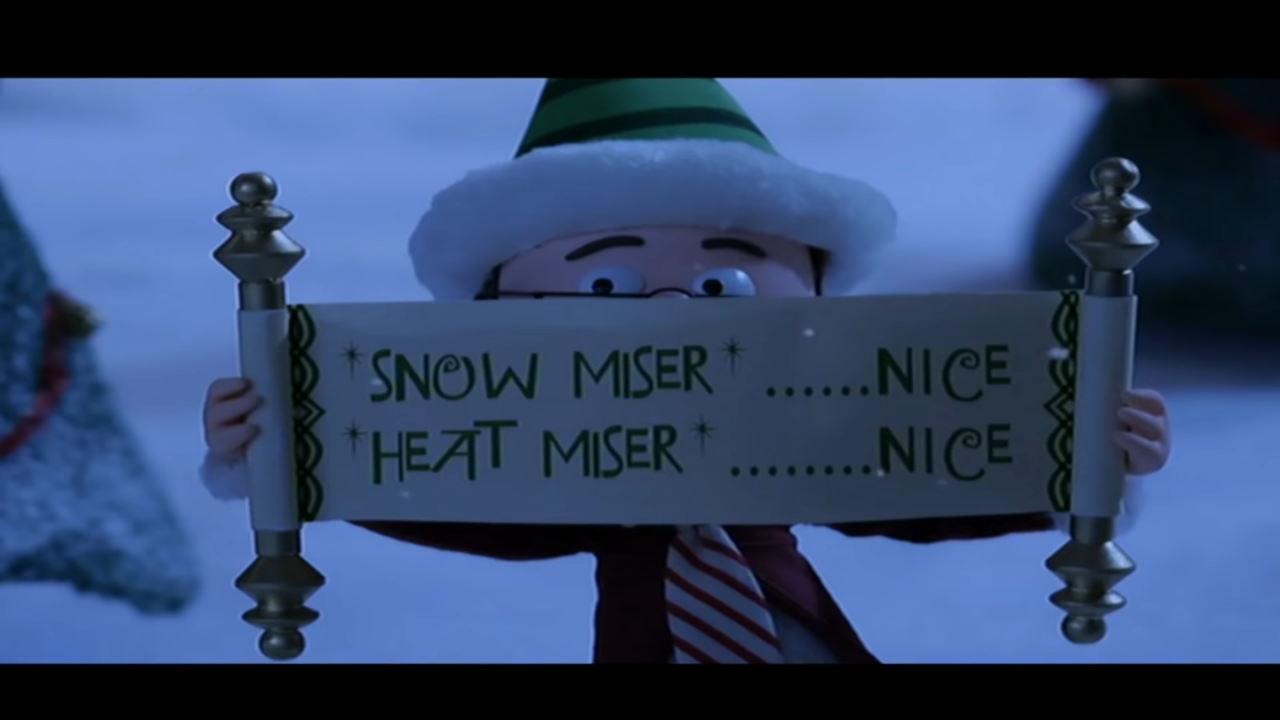 *SNOW MISER* ......NICE
*HEAT MISER* ........NICE